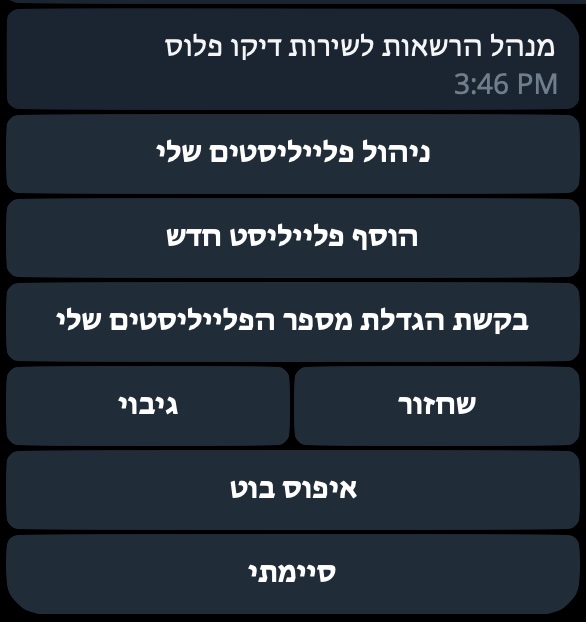 מנהל הרשאות לשירות דיקו פלוס
3:46 PM
ניהול פלייליסטים שלי
הוסף פלייליסט חדש
בקשת הגדלת מספר הפלייליסטים שלי
שחזור
גיבוי
איפוס בוט
סיימתי